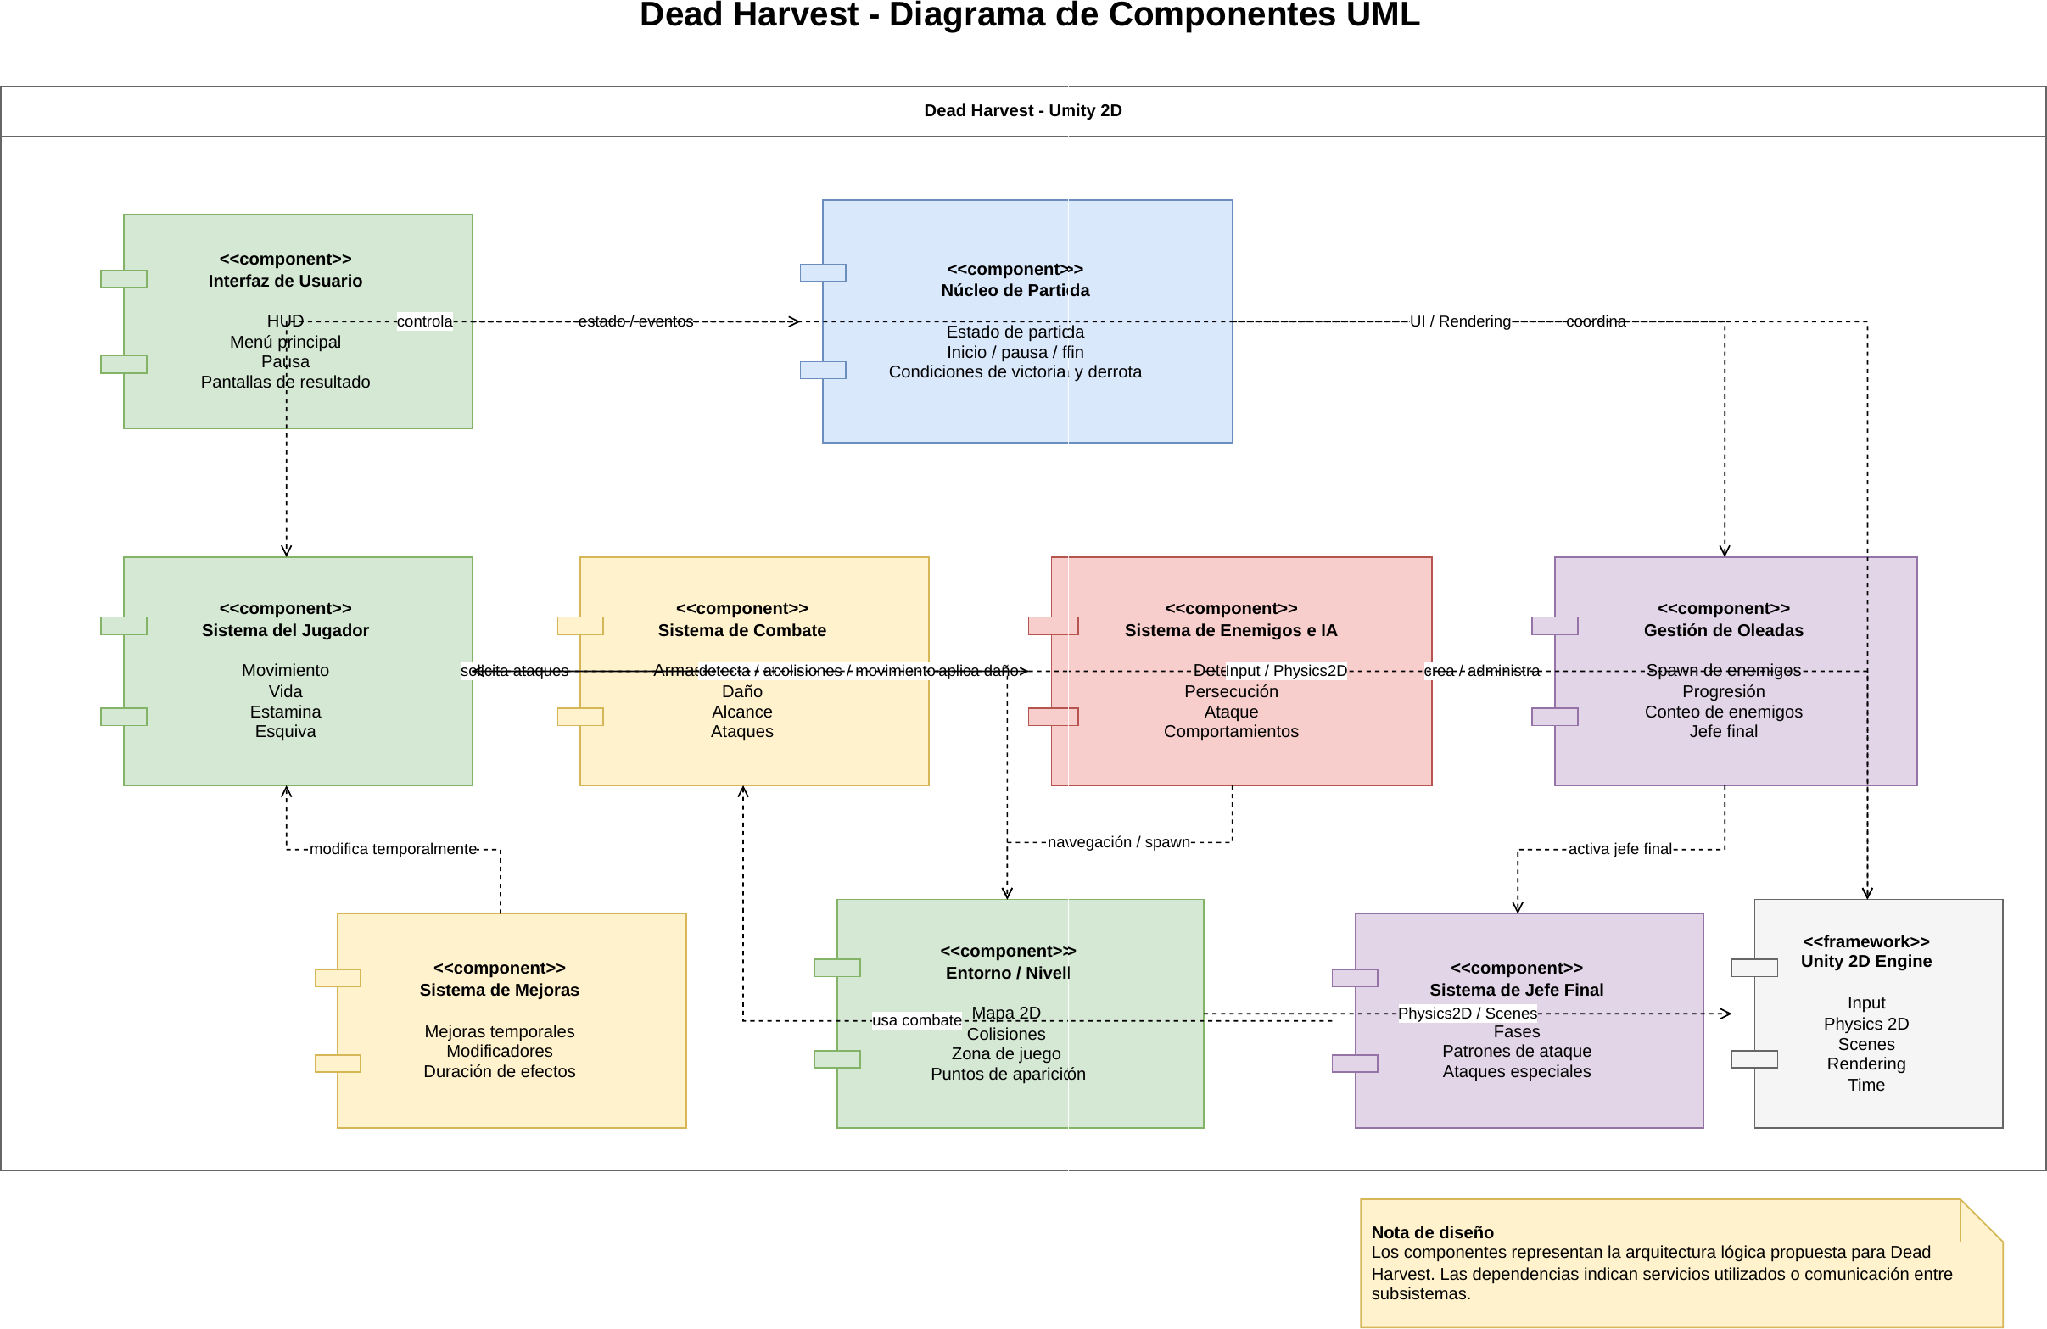 Dead Harvest - Diagrama de Componentes UML
Dead Harvest - Unity 2D
<<component>>
Interfaz de Usuario
HUD
Menú principal
Pausa
Pantallas de resultado
controla
estado / eventos
<<component>>
Núcleo de Partida
Estado de partida
Inicio / pausa / fin
Condiciones de victoria y derrota
UI / Rendering
coordina
<<component>>
Sistema del Jugador
Movimiento
Vida
Estamina
Esquiva
solicita ataques
<<component>>
Sistema de Combate
Daño
Alcance
Ataques
colisiones / movimiento
aplica daño
<<component>>
Sistema de Enemigos e IA
Persecución
Ataque
Comportamientos
Input / Physics2D
crea / administra
<<component>>
Gestión de Oleadas
Spawn de enemigos
Progresión
Conteo de enemigos
Jefe final
modifica temporalmente
navegación / spawn
activa jefe final
<<component>>
Sistema de Mejoras
Mejoras temporales
Modificadores
Duración de efectos
usa combate
<<component>>
Entorno / Nivel
Mapa 2D
Colisiones
Zona de juego
Puntos de aparición
<<component>>
Sistema de Jefe Final
Physics2D / Scenes
Fases
Patrones de ataque
Ataques especiales
<<framework>>
Unity 2D Engine
Input
Physics 2D
Scenes
Rendering
Time
Nota de diseño
Los componentes representan la arquitectura lógica propuesta para Dead
Harvest. Las dependencias indican servicios utilizados o comunicación entre
subsistemas.